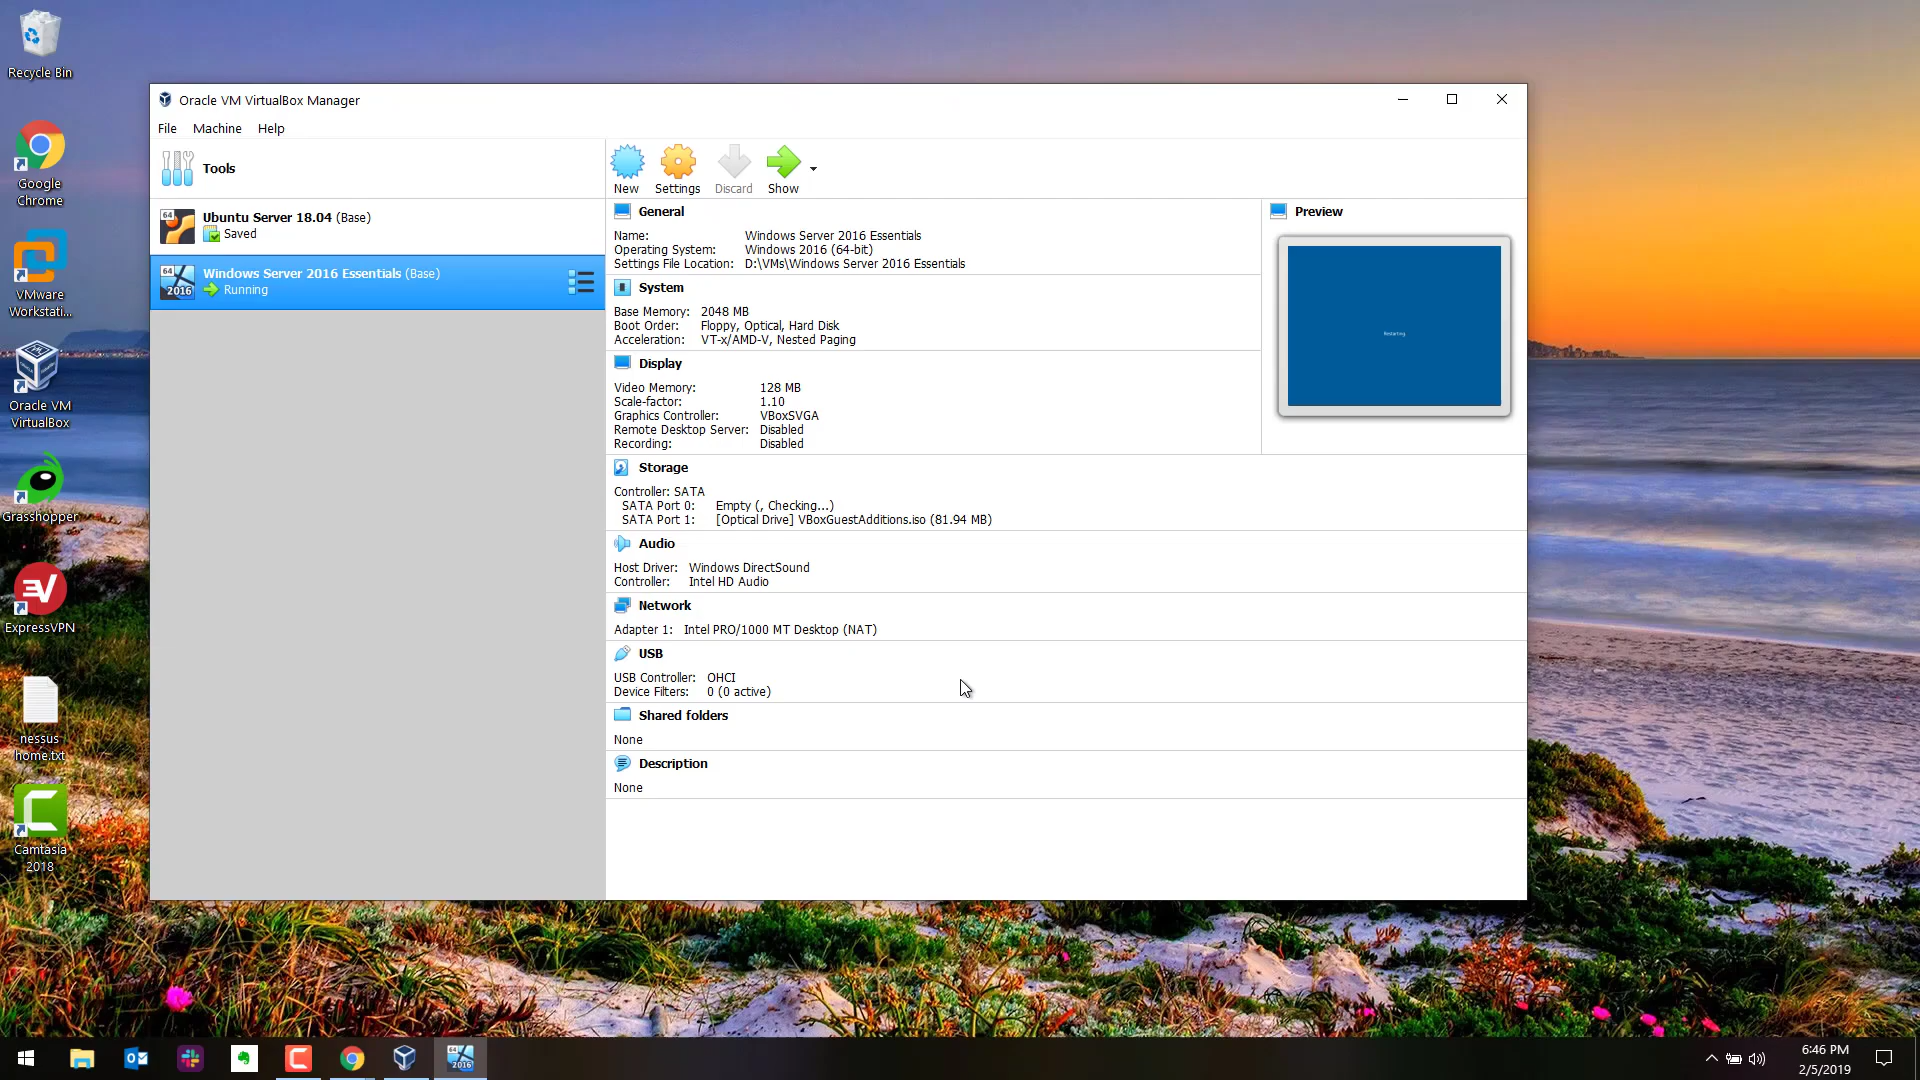 Recycle Bin
Google
Chrome
VMware
Workstati...
Oracle VM
VirtualBox
Grasshopper
ExpressVPN
nessus
home.txt
Camtasia
2018
Oracle VM VirtualBox Manager
File Machine Help
Tools
New Settings Discard Show
64
Ubuntu Server 18.04 (Base)
Saved
64
2016
Windows Server 2016 Essentials (Base)
Running
General
Name: Windows Server 2016 Essentials
Operating System: Windows 2016 (64-bit)
Settings File Location: D:\VMs\Windows Server 2016 Essentials
System
Base Memory: 2048 MB
Boot Order: Floppy, Optical, Hard Disk
Acceleration: VT-x/AMD-V, Nested Paging
Display
Video Memory: 128 MB
Scale-factor: 1.10
Graphics Controller: VBoxSVGA
Remote Desktop Server: Disabled
Recording: Disabled
Storage
Controller: SATA
SATA Port 0: Empty (, Checking...)
SATA Port 1: [Optical Drive] VBoxGuestAdditions.iso (81.94 MB)
Audio
Host Driver: Windows DirectSound
Controller: Intel HD Audio
Network
Adapter 1: Intel PRO/1000 MT Desktop (NAT)
USB
USB Controller: OHCI
Device Filters: 0 (0 active)
Shared folders
None
Description
None
Preview
Restarting
64
2016
6:46 PM
2/5/2019